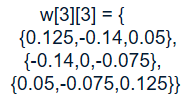 w[3][3] = {
{0.125,-0.14,0.05},
{-0.14,0,-0.075},
{0.05,-0.075,0.125}}